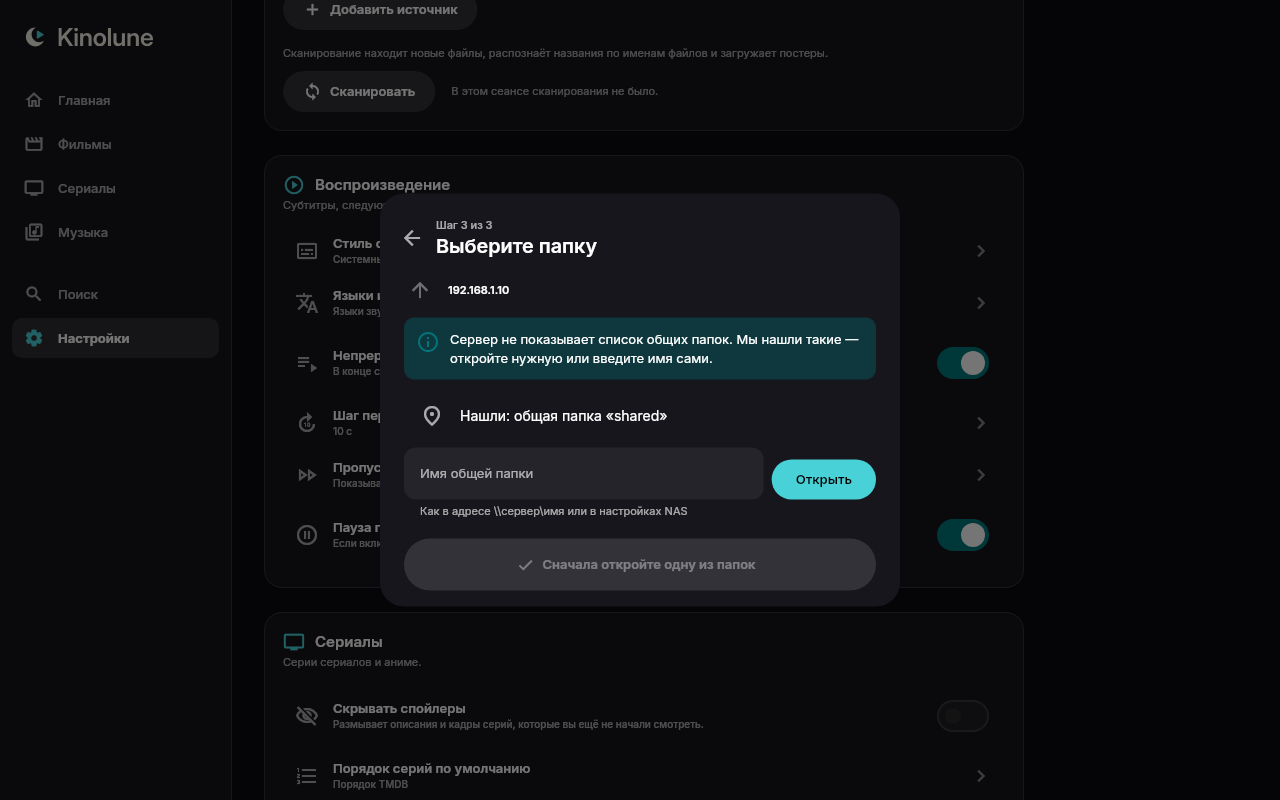 Kinolune
Главная
Фильмы
Сериалы
Музыка
Поиск
Настройки
Добавить источник
Сканирование находит новые файлы, распознаёт названия по именам файлов и загружает постеры.
Сканировать
В этом сеансе сканирования не было.
Воспроизведение
Субтитры, следую
Стиль с
Системны
Языки и
Языки зву
Непрер
В конце с
Шаг пер
10 с
Пропус
Показыва
Пауза п
Если вклю
Шаг 3 из 3
Выберите папку
192.168.1.10
Сервер не показывает список общих папок. Мы нашли такие —
откройте нужную или введите имя сами.
Нашли: общая папка «shared»
Имя общей папки
Открыть
Как в адресе \\сервер\имя или в настройках NAS
Сначала откройте одну из папок
Сериалы
Серии сериалов и аниме.
Скрывать спойлеры
Размывает описания и кадры серий, которые вы ещё не начали смотреть.
Порядок серий по умолчанию
Порядок TMDB